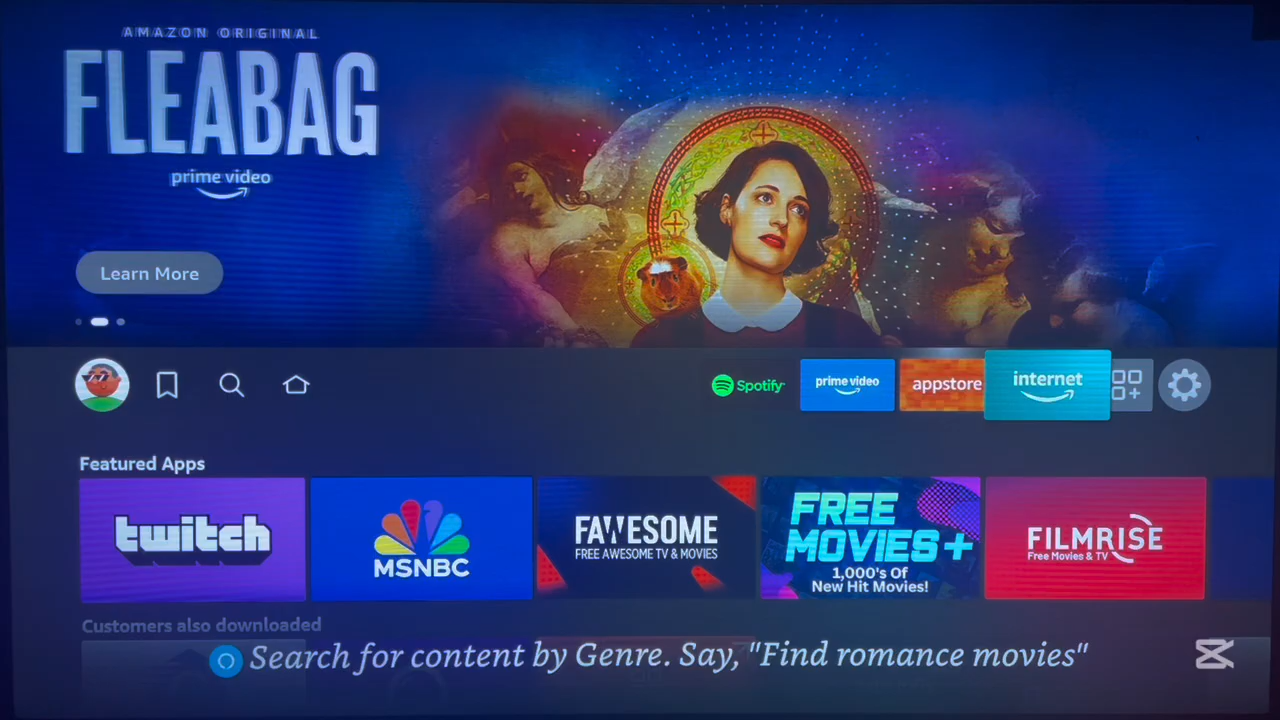 AMAZON ORIGINAL
FLEABAG
prime video
Learn More
Spotify
prime video
appstore
internet
Featured Apps
twitch
MSNBC
FAWESOME
FREE AWESOME TV & MOVIES
FREE
MOVIES+
1,000's Of
New Hit Movies!
FILMRISE
Free Movies & TV
Customers also downloaded
Search for content by Genre. Say, "Find romance movies"